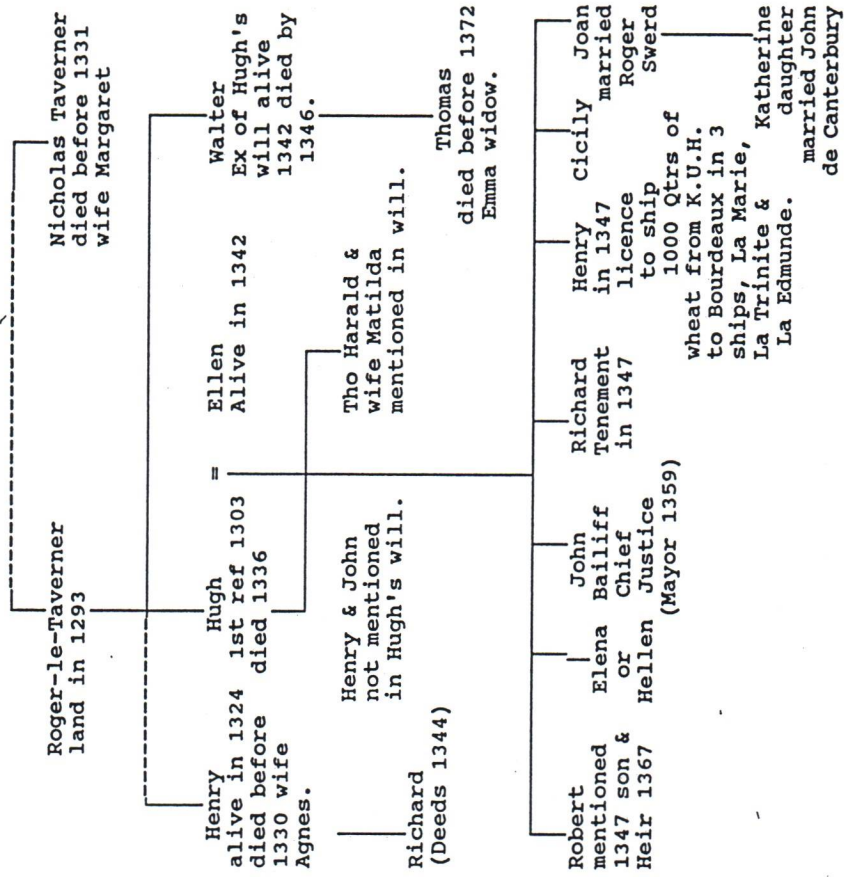 Roger-le-Taverner
land in 1293
Nicholas Taverner
died before 1331
wife Margaret
Henry
alive in 1324
died before
1330 wife
Agnes.
Hugh
1st ref 1303
died 1336
=
Ellen
Alive in 1342
Walter
Ex of Hugh's
will alive
1342 died by
1346.
Richard
(Deeds 1344)
Henry & John
not mentioned
in Hugh's will.
Tho Harald &
wife Matilda
mentioned in will.
Thomas
died before 1372
Emma widow.
Robert
mentioned
1347 son &
Heir 1367
Elena
or
Hellen
John
Bailiff
Chief
Justice
(Mayor 1359)
Richard
Tenement
in 1347
Henry
in 1347
licence
to ship
1000 Qtrs of
wheat from K.U.H.
to Bourdeaux in 3
ships, La Marie,
La Trinite &
La Edmunde.
Cicily
Joan
married
Roger
Swerd
Katherine
daughter
married John
de Canterbury